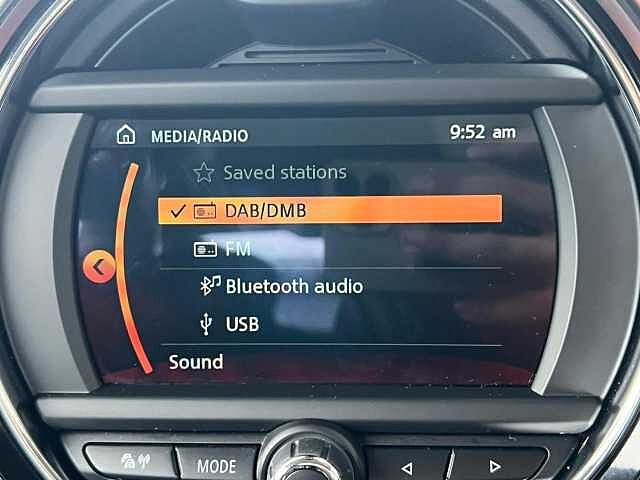 MEDIA/RADIO 9:52 am
Saved stations
DAB/DMB
FM
Bluetooth audio
USB
Sound
MODE